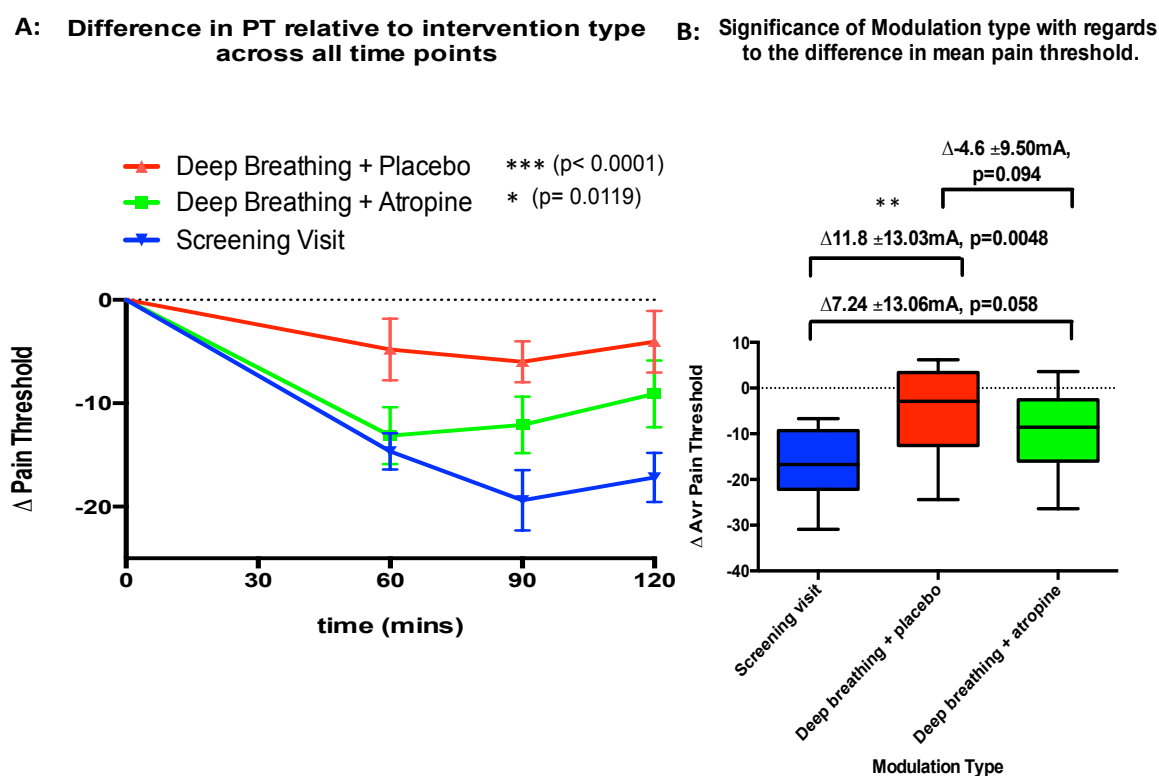 A: Difference in PT relative to intervention type
across all time points
Deep Breathing + Placebo *** (p< 0.0001)
Deep Breathing + Atropine * (p= 0.0119)
Screening Visit
0
-10
-20
Δ Pain Threshold
0 30 60 90 120
time (mins)
B: Significance of Modulation type with regards
to the difference in mean pain threshold.
Δ-4.6 ±9.50mA,
p=0.094
**
Δ11.8 ±13.03mA, p=0.0048
Δ7.24 ±13.06mA, p=0.058
10
0
-10
-20
-30
-40
Δ Avr Pain Threshold
Screening visit
Deep breathing + placebo
Deep breathing + atropine
Modulation Type